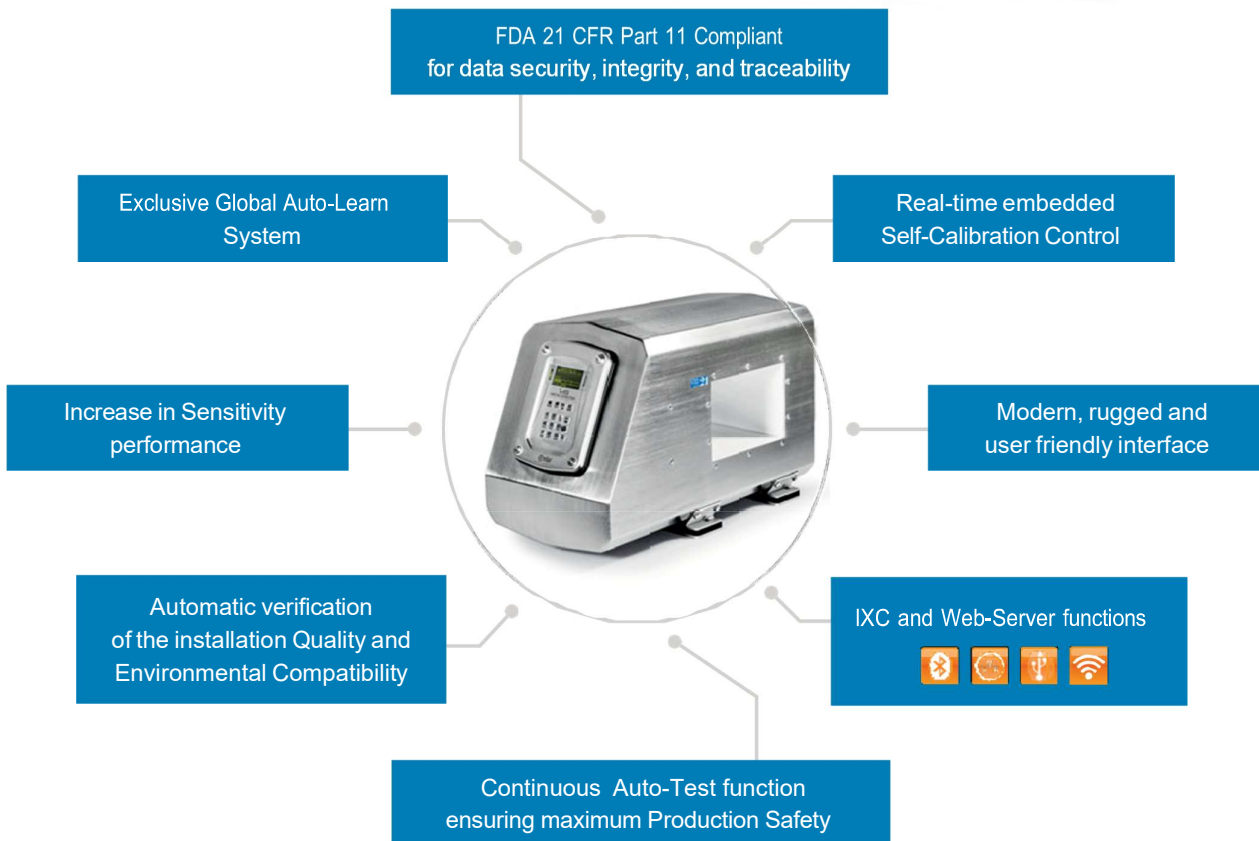 FDA 21 CFR Part 11 Compliant
for data security, integrity, and traceability
Exclusive Global Auto-Learn
System
Real-time embedded
Self-Calibration Control
Increase in Sensitivity
performance
Modern, rugged and
user friendly interface
Automatic verification
of the installation Quality and
Environmental Compatibility
IXC and Web-Server functions
Continuous Auto-Test function
ensuring maximum Production Safety